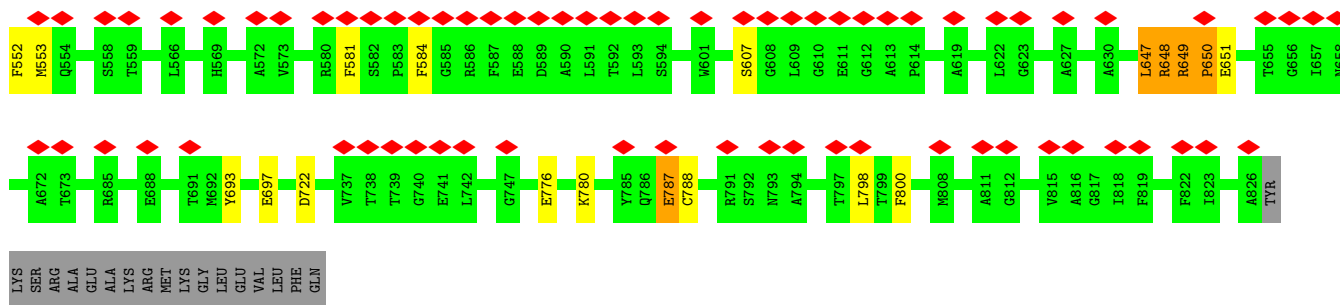 F552 M553 Q554 S558 T559 L566 H569 A572 V573 R580 F581 S582 P583 F584 G585 R586 F587 E588 D589 A590 L591 T592 L593 S594 W601 S607 G608 L609 G610 E611 G612 A613 P614 A619 L622 G623 A627 A630 L647 R648 R649 P650 E651 T655 G656 I657 N658
A672 T673 R685 E688 T691 M692 Y693 E697 D722 V737 T738 T739 G740 E741 L742 G747 E776 K780 Y785 Q786 E787 C788 R791 S792 N793 A794 T797 L798 T799 F800 M808 A811 G812 V815 A816 G817 I818 F819 F822 I823 A826 TYR
LYS SER ARG ALA GLU ALA LYS ARG MET LYS GLY LEU GLU VAL LEU PHE GLN